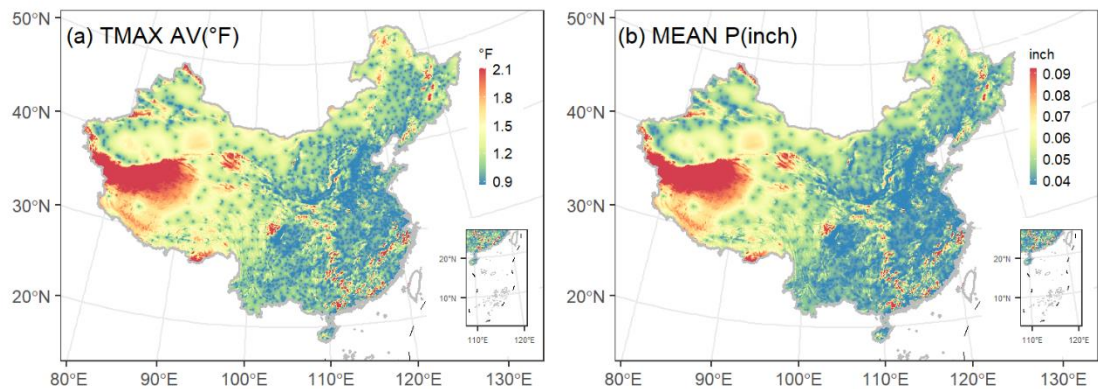 50°N
40°N
30°N
20°N
(a) TMAX AV(°F)
°F
2.1
1.8
1.5
1.2
0.9
20°N
10°N
110°E 120°E
80°E 90°E 100°E 110°E 120°E 130°E
50°N
40°N
30°N
20°N
(b) MEAN P(inch)
inch
0.09
0.08
0.07
0.06
0.05
0.04
20°N
10°N
110°E 120°E
80°E 90°E 100°E 110°E 120°E 130°E